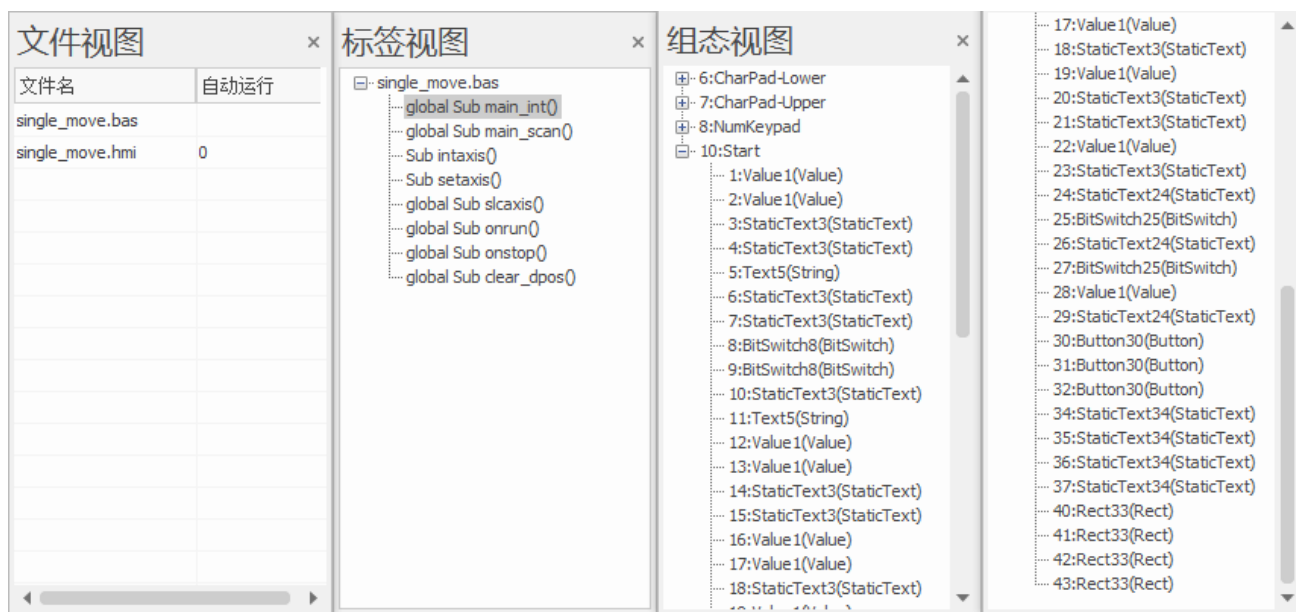 文件视图 ×
文件名 自动运行
single_move.bas
single_move.hmi 0
标签视图 ×
single_move.bas
global Sub main_int()
global Sub main_scan()
Sub intaxis()
Sub setaxis()
global Sub slcaxis()
global Sub onrun()
global Sub onstop()
global Sub clear_dpos()
组态视图 ×
6:CharPad-Lower
7:CharPad-Upper
8:NumKeypad
10:Start
1:Value1(Value)
2:Value1(Value)
3:StaticText3(StaticText)
4:StaticText3(StaticText)
5:Text5(String)
6:StaticText3(StaticText)
7:StaticText3(StaticText)
8:BitSwitch8(BitSwitch)
9:BitSwitch8(BitSwitch)
10:StaticText3(StaticText)
11:Text5(String)
12:Value1(Value)
13:Value1(Value)
14:StaticText3(StaticText)
15:StaticText3(StaticText)
16:Value1(Value)
17:Value1(Value)
18:StaticText3(StaticText)
17:Value1(Value)
18:StaticText3(StaticText)
19:Value1(Value)
20:StaticText3(StaticText)
21:StaticText3(StaticText)
22:Value1(Value)
23:StaticText3(StaticText)
24:StaticText24(StaticText)
25:BitSwitch25(BitSwitch)
26:StaticText24(StaticText)
27:BitSwitch25(BitSwitch)
28:Value1(Value)
29:StaticText24(StaticText)
30:Button30(Button)
31:Button30(Button)
32:Button30(Button)
34:StaticText34(StaticText)
35:StaticText34(StaticText)
36:StaticText34(StaticText)
37:StaticText34(StaticText)
40:Rect33(Rect)
41:Rect33(Rect)
42:Rect33(Rect)
43:Rect33(Rect)